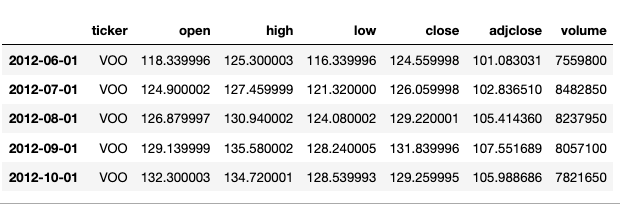 ticker open high low close adjclose volume
2012-06-01 VOO 118.339996 125.300003 116.339996 124.559998 101.083031 7559800
2012-07-01 VOO 124.900002 127.459999 121.320000 126.059998 102.836510 8482850
2012-08-01 VOO 126.879997 130.940002 124.080002 129.220001 105.414360 8237950
2012-09-01 VOO 129.139999 135.580002 128.240005 131.839996 107.551689 8057100
2012-10-01 VOO 132.300003 134.720001 128.539993 129.259995 105.988686 7821650